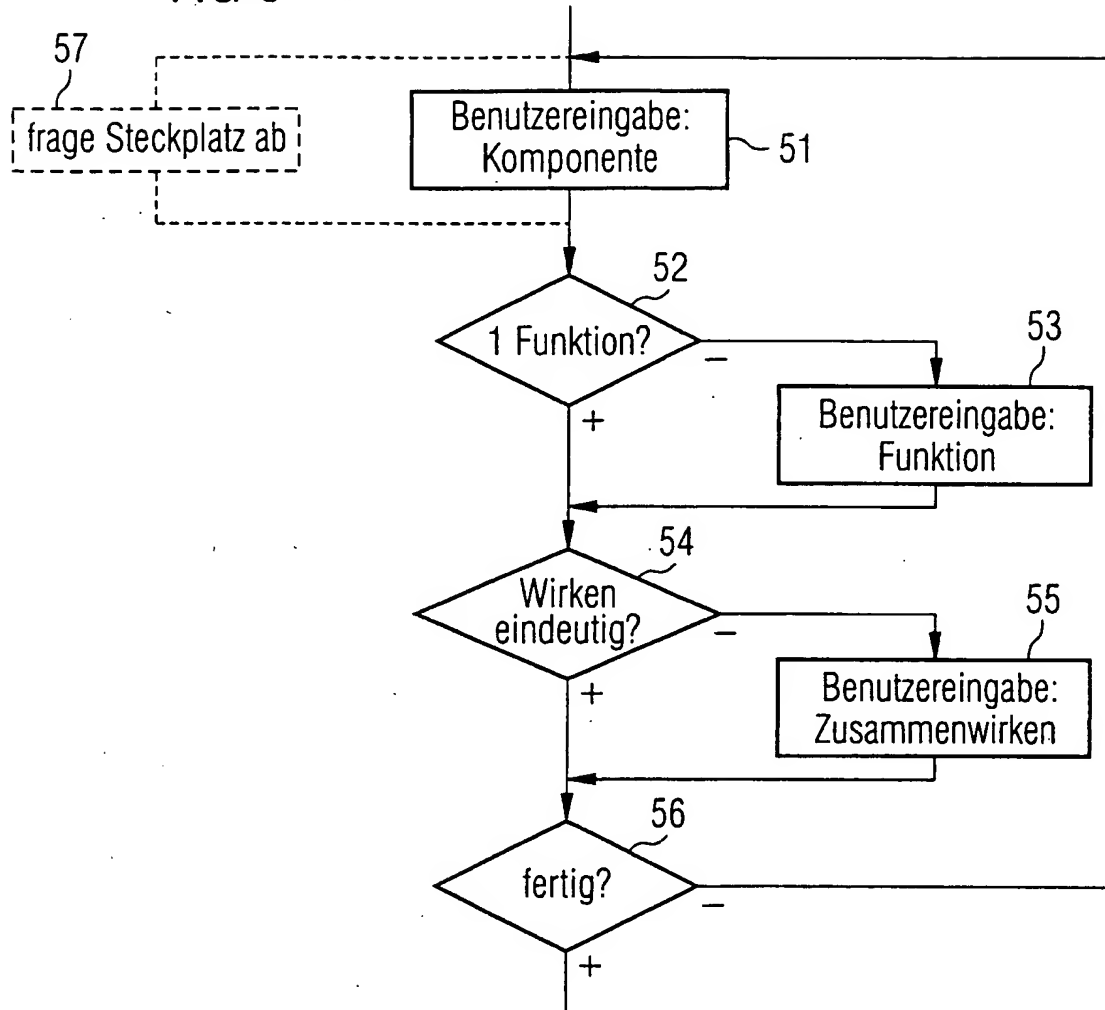 57
frage Steckplatz ab
Benutzereingabe:
Komponente
51
52
1 Funktion?
−
+
53
Benutzereingabe:
Funktion
54
Wirken
eindeutig?
−
+
55
Benutzereingabe:
Zusammenwirken
56
fertig?
−
+